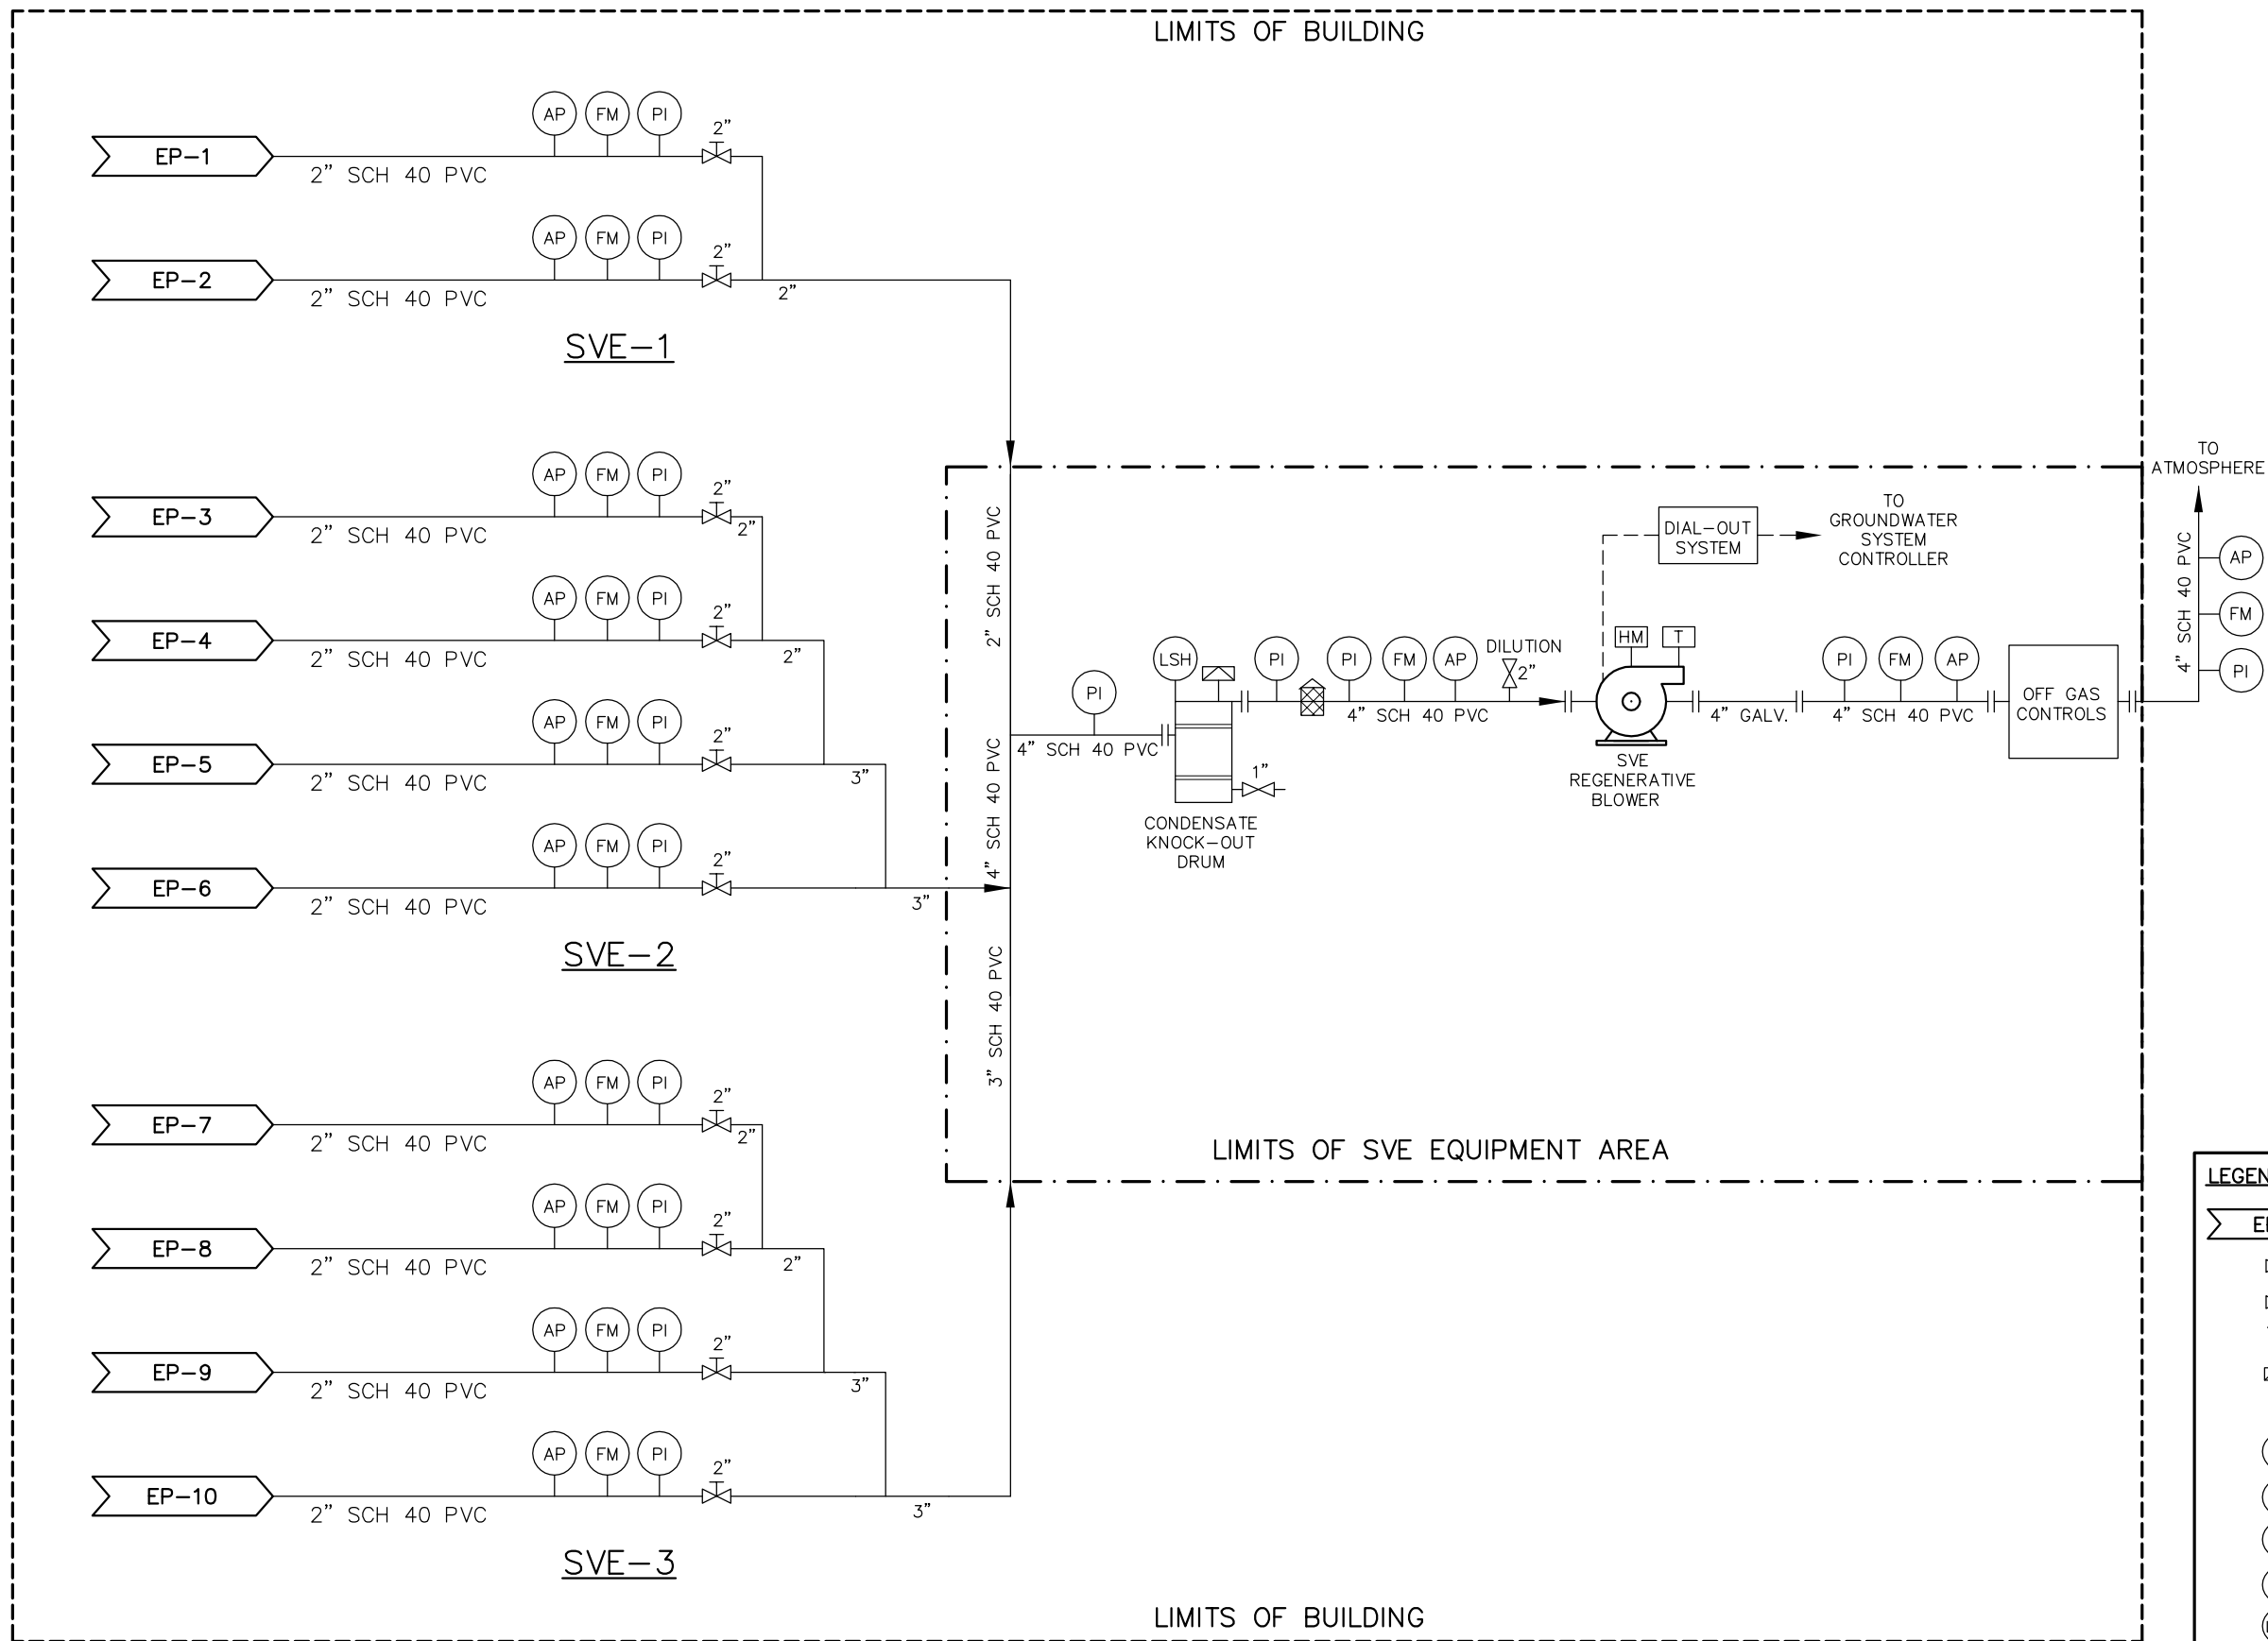 LIMITS OF BUILDING
AP FM PI 2”
EP-1
2” SCH 40 PVC
AP FM PI 2”
EP-2
2” SCH 40 PVC
2”
SVE-1
AP FM PI 2”
EP-3
2” SCH 40 PVC
2”
AP FM PI 2”
EP-4
2” SCH 40 PVC
2”
AP FM PI 2”
EP-5
2” SCH 40 PVC
3”
AP FM PI 2”
EP-6
2” SCH 40 PVC
3”
SVE-2
AP FM PI 2”
EP-7
2” SCH 40 PVC
2”
AP FM PI 2”
EP-8
2” SCH 40 PVC
2”
AP FM PI 2”
EP-9
2” SCH 40 PVC
3”
AP FM PI 2”
EP-10
2” SCH 40 PVC
3”
SVE-3
2” SCH 40 PVC
4” SCH 40 PVC
3” SCH 40 PVC
PI
4” SCH 40 PVC
LSH
1”
CONDENSATE
KNOCK-OUT
DRUM
PI
PI FM AP
4” SCH 40 PVC
DILUTION
2”
DIAL-OUT
SYSTEM
TO
GROUNDWATER
SYSTEM
CONTROLLER
HM T
SVE
REGENERATIVE
BLOWER
4” GALV.
PI FM AP
4” SCH 40 PVC
OFF GAS
CONTROLS
TO
ATMOSPHERE
4” SCH 40 PVC
AP
FM
PI
LIMITS OF SVE EQUIPMENT AREA
LIMITS OF BUILDING